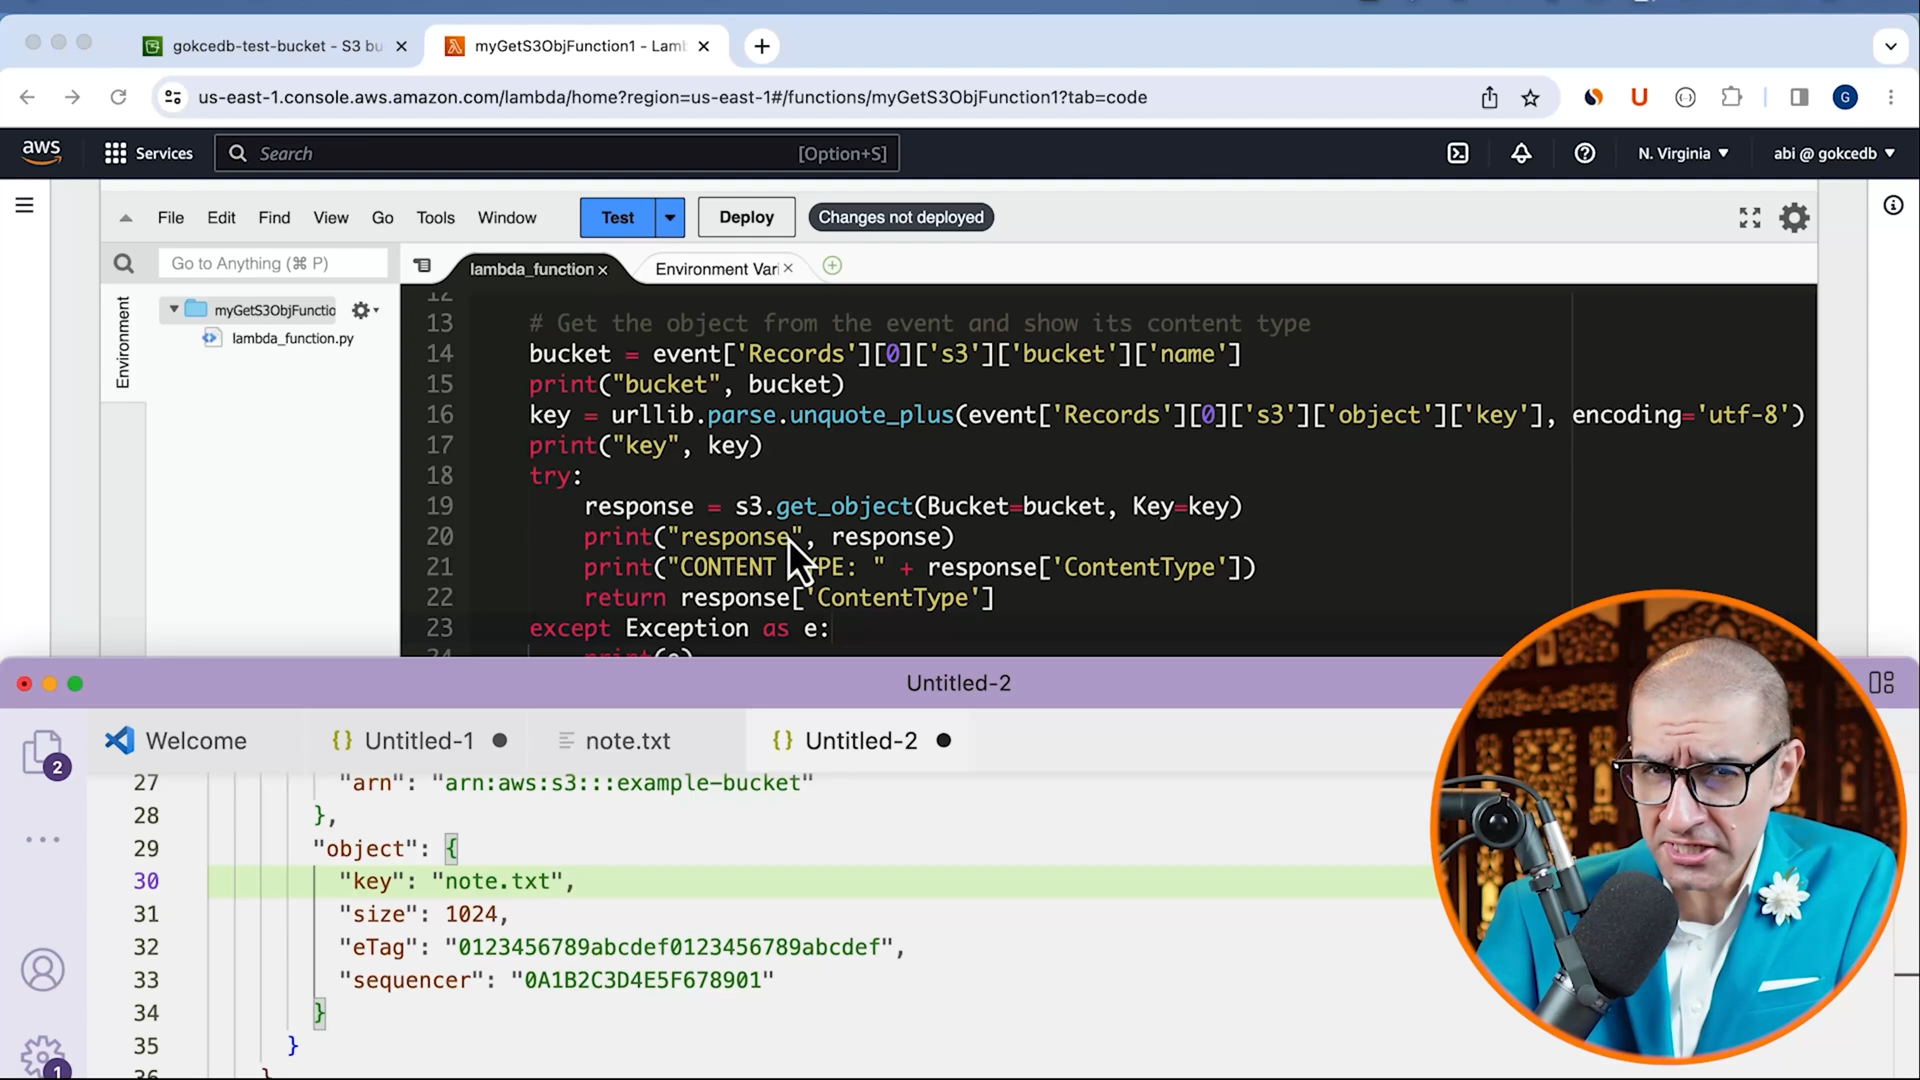 gokcedb-test-bucket - S3 bu
myGetS3ObjFunction1 - Lamb
us-east-1.console.aws.amazon.com/lambda/home?region=us-east-1#/functions/myGetS3ObjFunction1?tab=code
G
aws
Services
Search
[Option+S]
N. Virginia
abi @ gokcedb
File
Edit
Find
View
Go
Tools
Window
Test
Deploy
Changes not deployed
Go to Anything (⌘ P)
lambda_function
Environment Vari
Environment
myGetS3ObjFunctio
lambda_function.py
12
13 # Get the object from the event and show its content type
14 bucket = event['Records'][0]['s3']['bucket']['name']
15 print("bucket", bucket)
16 key = urllib.parse.unquote_plus(event['Records'][0]['s3']['object']['key'], encoding='utf-8')
17 print("key", key)
18 try:
19 response = s3.get_object(Bucket=bucket, Key=key)
20 print("response", response)
21 print("CONTENT TYPE: " + response['ContentType'])
22 return response['ContentType']
23 except Exception as e:
24 print(e)
Untitled-2
Welcome
{} Untitled-1
note.txt
{} Untitled-2
2
27 "arn": "arn:aws:s3:::example-bucket"
28 },
29 "object": {
30 "key": "note.txt",
31 "size": 1024,
32 "eTag": "0123456789abcdef0123456789abcdef",
33 "sequencer": "0A1B2C3D4E5F678901"
34 }
35 }
36 }
1